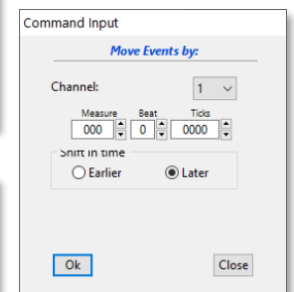 Command Input
Move Events by:
Channel: 1
Measure Beat Ticks
000 0 0000
Shift in time
Earlier Later
Ok Close